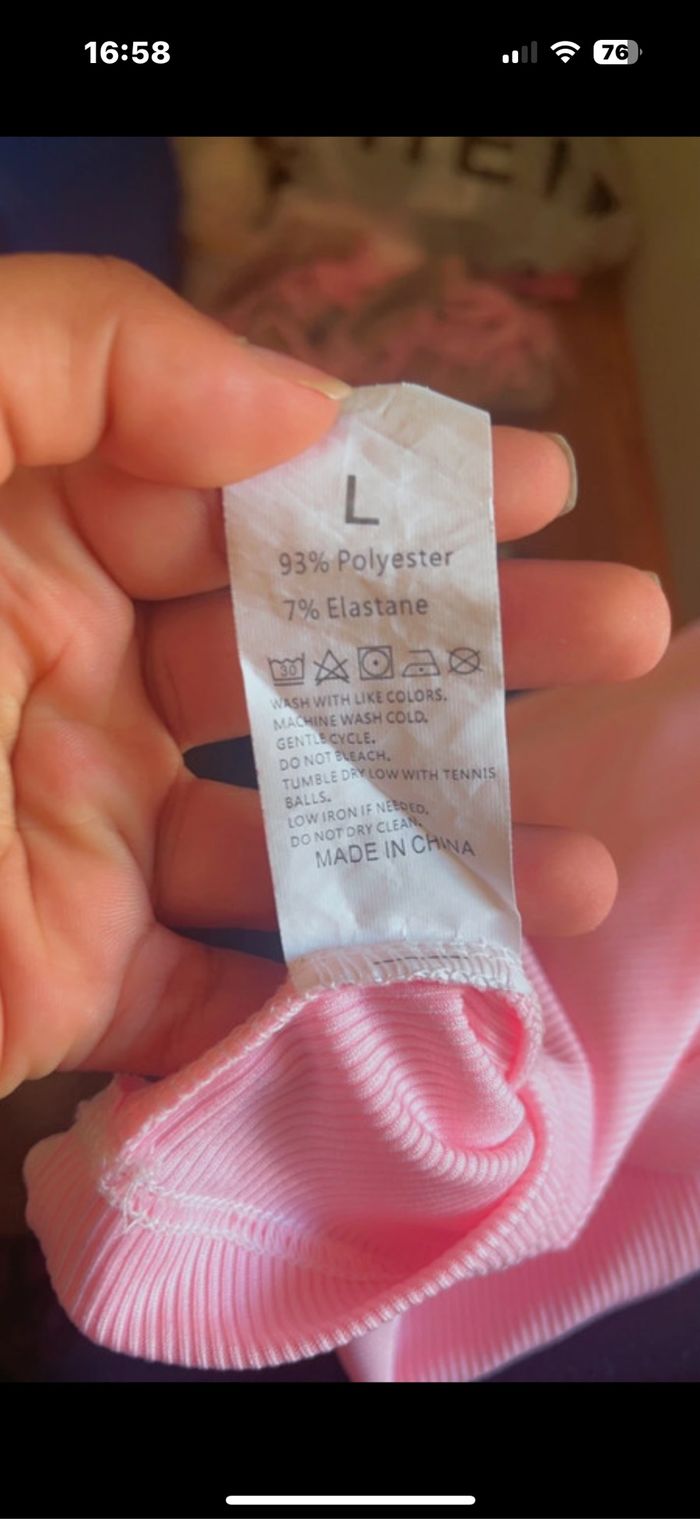 16:58
76
L
93% Polyester
7% Elastane
30
WASH WITH LIKE COLORS.
MACHINE WASH COLD.
GENTLE CYCLE.
DO NOT BLEACH.
TUMBLE DRY LOW WITH TENNIS
BALLS.
LOW IRON IF NEEDED.
DO NOT DRY CLEAN.
MADE IN CHINA